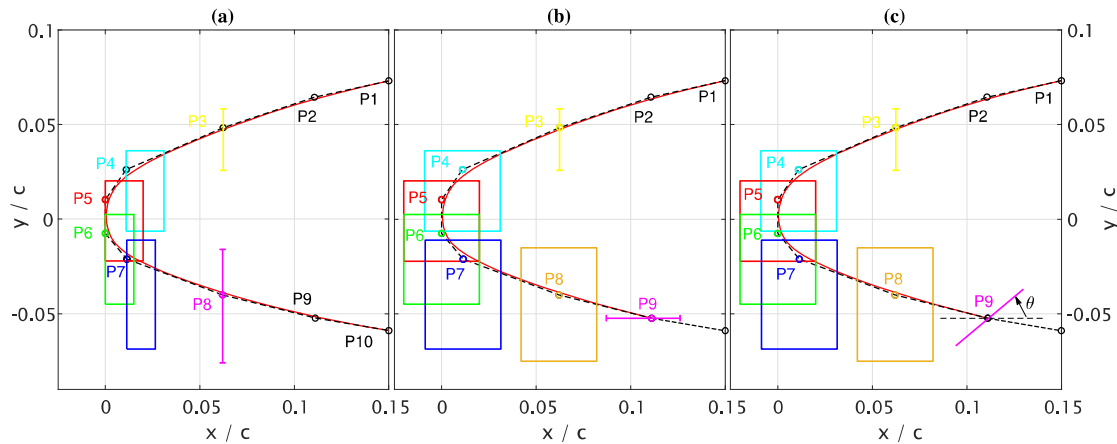 (a) (b) (c)
0.1 0.1
0.05 0.05
0 0
-0.05 -0.05
y / c y / c
P1 P2 P3 P4 P5 P6 P7 P8 P9 P10
P1 P2 P3 P4 P5 P6 P7 P8 P9
P1 P2 P3 P4 P5 P6 P7 P8 P9 θ
0 0.05 0.1 0.15 0 0.05 0.1 0.15 0 0.05 0.1 0.15
x / c x / c x / c